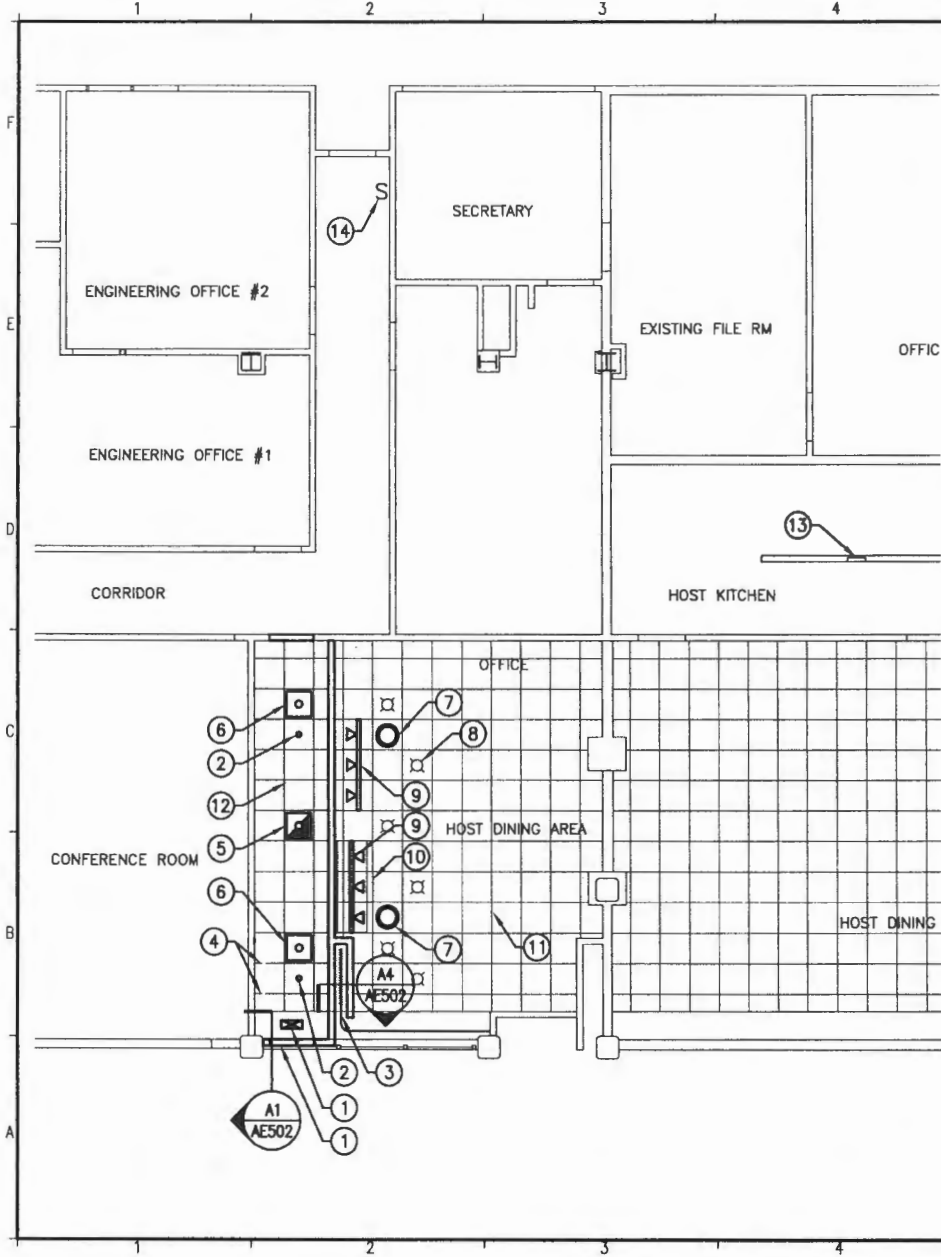 1 2 3 4
F
S
SECRETARY
14
ENGINEERING OFFICE #2
E
EXISTING FILE RM
OFFIC
ENGINEERING OFFICE #1
D
13
CORRIDOR
HOST KITCHEN
OFFICE
C
6
7
2
8
12
9
5
9
HOST DINING AREA
CONFERENCE ROOM
10
6
B
HOST DINING
4
7
11
A4
AE502
2
3
1
A1
AE502
A
1
1 2 3 4